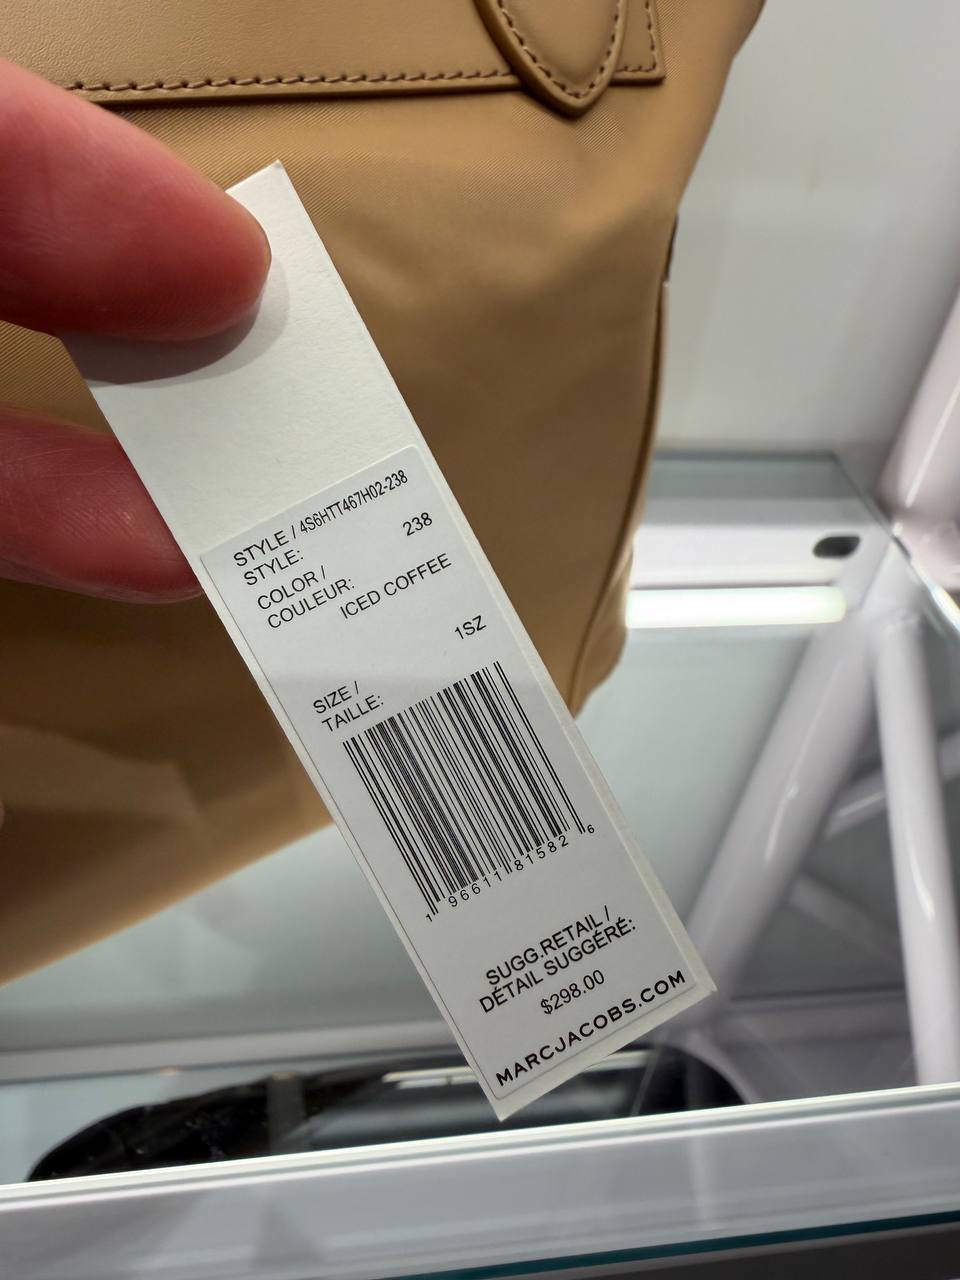 STYLE / 4S6HTT467H02-238
STYLE:
238
COLOR /
COULEUR:
ICED COFFEE
1SZ
SIZE /
TAILLE:
1 96611 81582 6
SUGG.RETAIL /
DÉTAIL SUGGÉRÉ:
$298.00
MARCJACOBS.COM